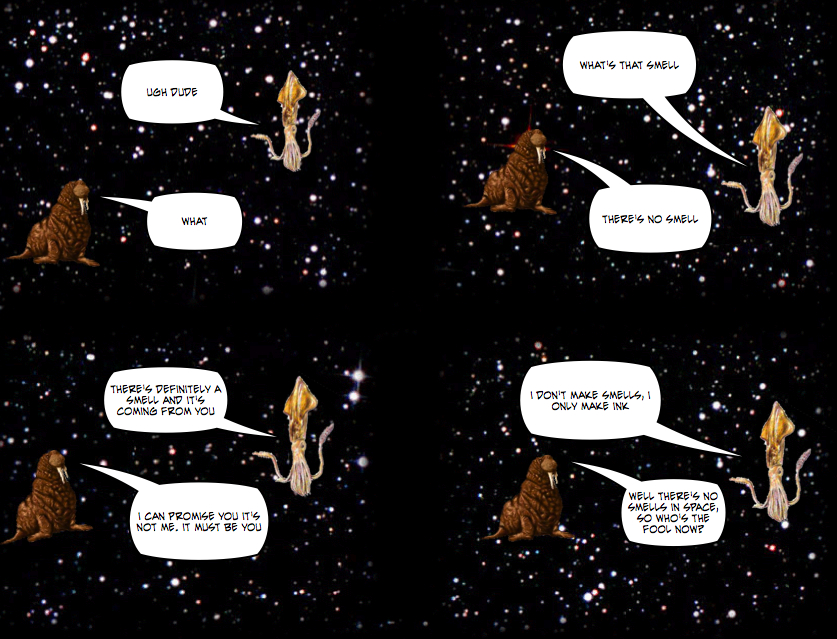 UGH DUDE
WHAT
WHAT'S THAT SMELL
THERE'S NO SMELL
THERE'S DEFINITELY A
SMELL AND IT'S
COMING FROM YOU
I CAN PROMISE YOU IT'S
NOT ME. IT MUST BE YOU
I DON'T MAKE SMELLS, I
ONLY MAKE INK
WELL THERE'S NO
SMELLS IN SPACE,
SO WHO'S THE
FOOL NOW?